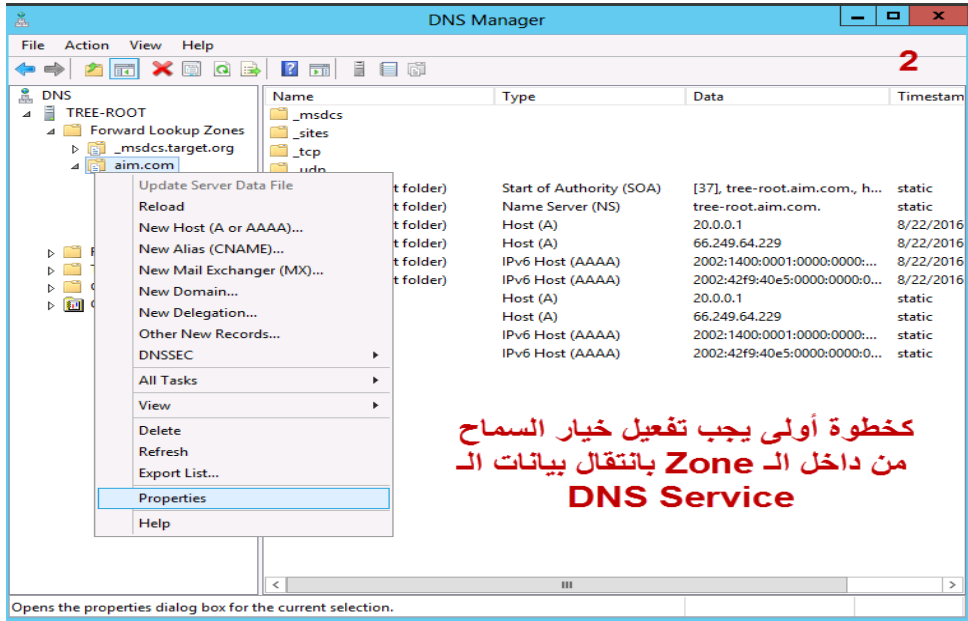 DNS Manager
File Action View Help
2
DNS
TREE-ROOT
Forward Lookup Zones
_msdcs.target.org
aim.com
Name Type Data Timestam
_msdcs
_sites
_tcp
_udp
t folder) Start of Authority (SOA) [37], tree-root.aim.com., h... static
t folder) Name Server (NS) tree-root.aim.com. static
t folder) Host (A) 20.0.0.1 8/22/2016
t folder) Host (A) 66.249.64.229 8/22/2016
t folder) IPv6 Host (AAAA) 2002:1400:0001:0000:0000:... 8/22/2016
t folder) IPv6 Host (AAAA) 2002:42f9:40e5:0000:0000:0... 8/22/2016
Host (A) 20.0.0.1 static
Host (A) 66.249.64.229 static
IPv6 Host (AAAA) 2002:1400:0001:0000:0000:... static
IPv6 Host (AAAA) 2002:42f9:40e5:0000:0000:0... static
Update Server Data File
Reload
New Host (A or AAAA)...
New Alias (CNAME)...
New Mail Exchanger (MX)...
New Domain...
New Delegation...
Other New Records...
DNSSEC
All Tasks
View
Delete
Refresh
Export List...
Properties
Help
كخطوة أولى يجب تفعيل خيار السماح
من داخل الـ Zone بانتقال بيانات الـ
DNS Service
Opens the properties dialog box for the current selection.